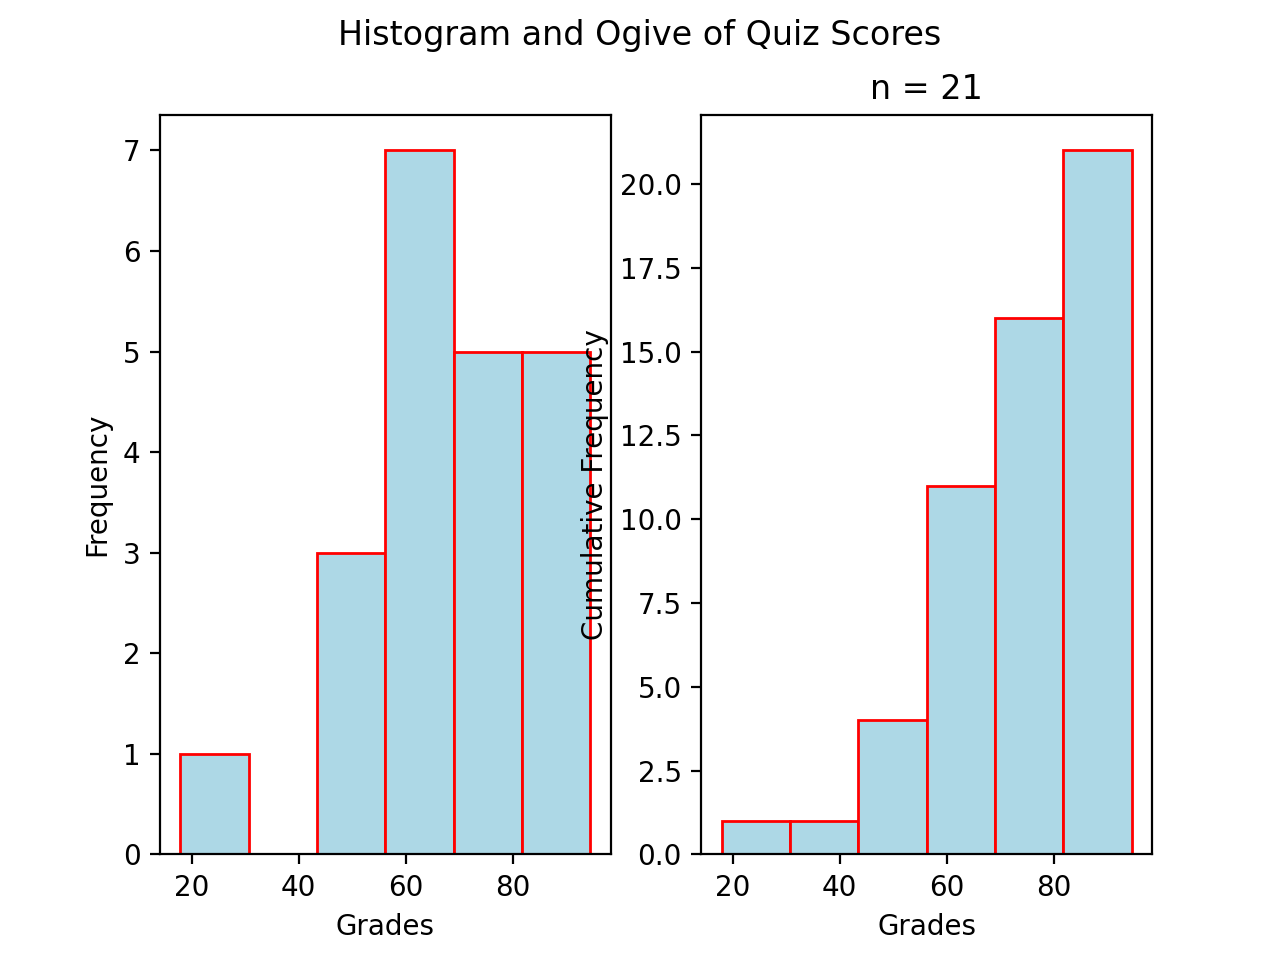 Histogram and Ogive of Quiz Scores
7
6
5
4
3
2
1
0
Frequency
20 40 60 80
Grades
n = 21
20.0
17.5
15.0
12.5
10.0
7.5
5.0
2.5
0.0
Cumulative Frequency
20 40 60 80
Grades